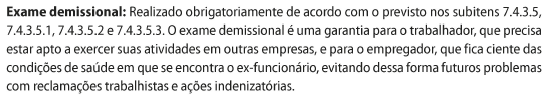 Exame demissional: Realizado obrigatoriamente de acordo com o previsto nos subitens 7.4.3.5,
7.4.3.5.1, 7.4.3.5.2 e 7.4.3.5.3. O exame demissional é uma garantia para o trabalhador, que precisa
estar apto a exercer suas atividades em outras empresas, e para o empregador, que fica ciente das
condições de saúde em que se encontra o ex-funcionário, evitando dessa forma futuros problemas
com reclamações trabalhistas e ações indenizatórias.